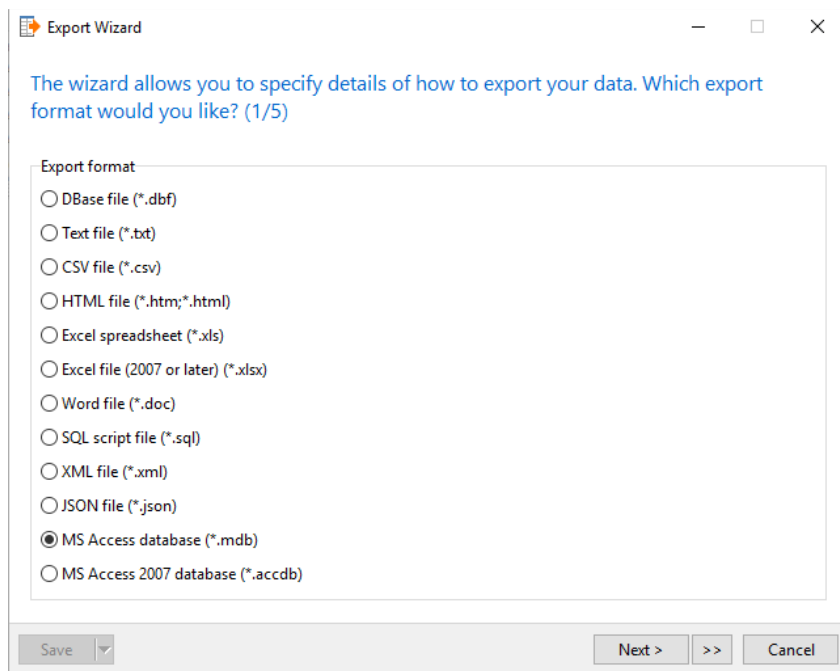 Export Wizard
The wizard allows you to specify details of how to export your data. Which export
format would you like? (1/5)
Export format
DBase file (*.dbf)
Text file (*.txt)
CSV file (*.csv)
HTML file (*.htm;*.html)
Excel spreadsheet (*.xls)
Excel file (2007 or later) (*.xlsx)
Word file (*.doc)
SQL script file (*.sql)
XML file (*.xml)
JSON file (*.json)
MS Access database (*.mdb)
MS Access 2007 database (*.accdb)
Save Next > >> Cancel